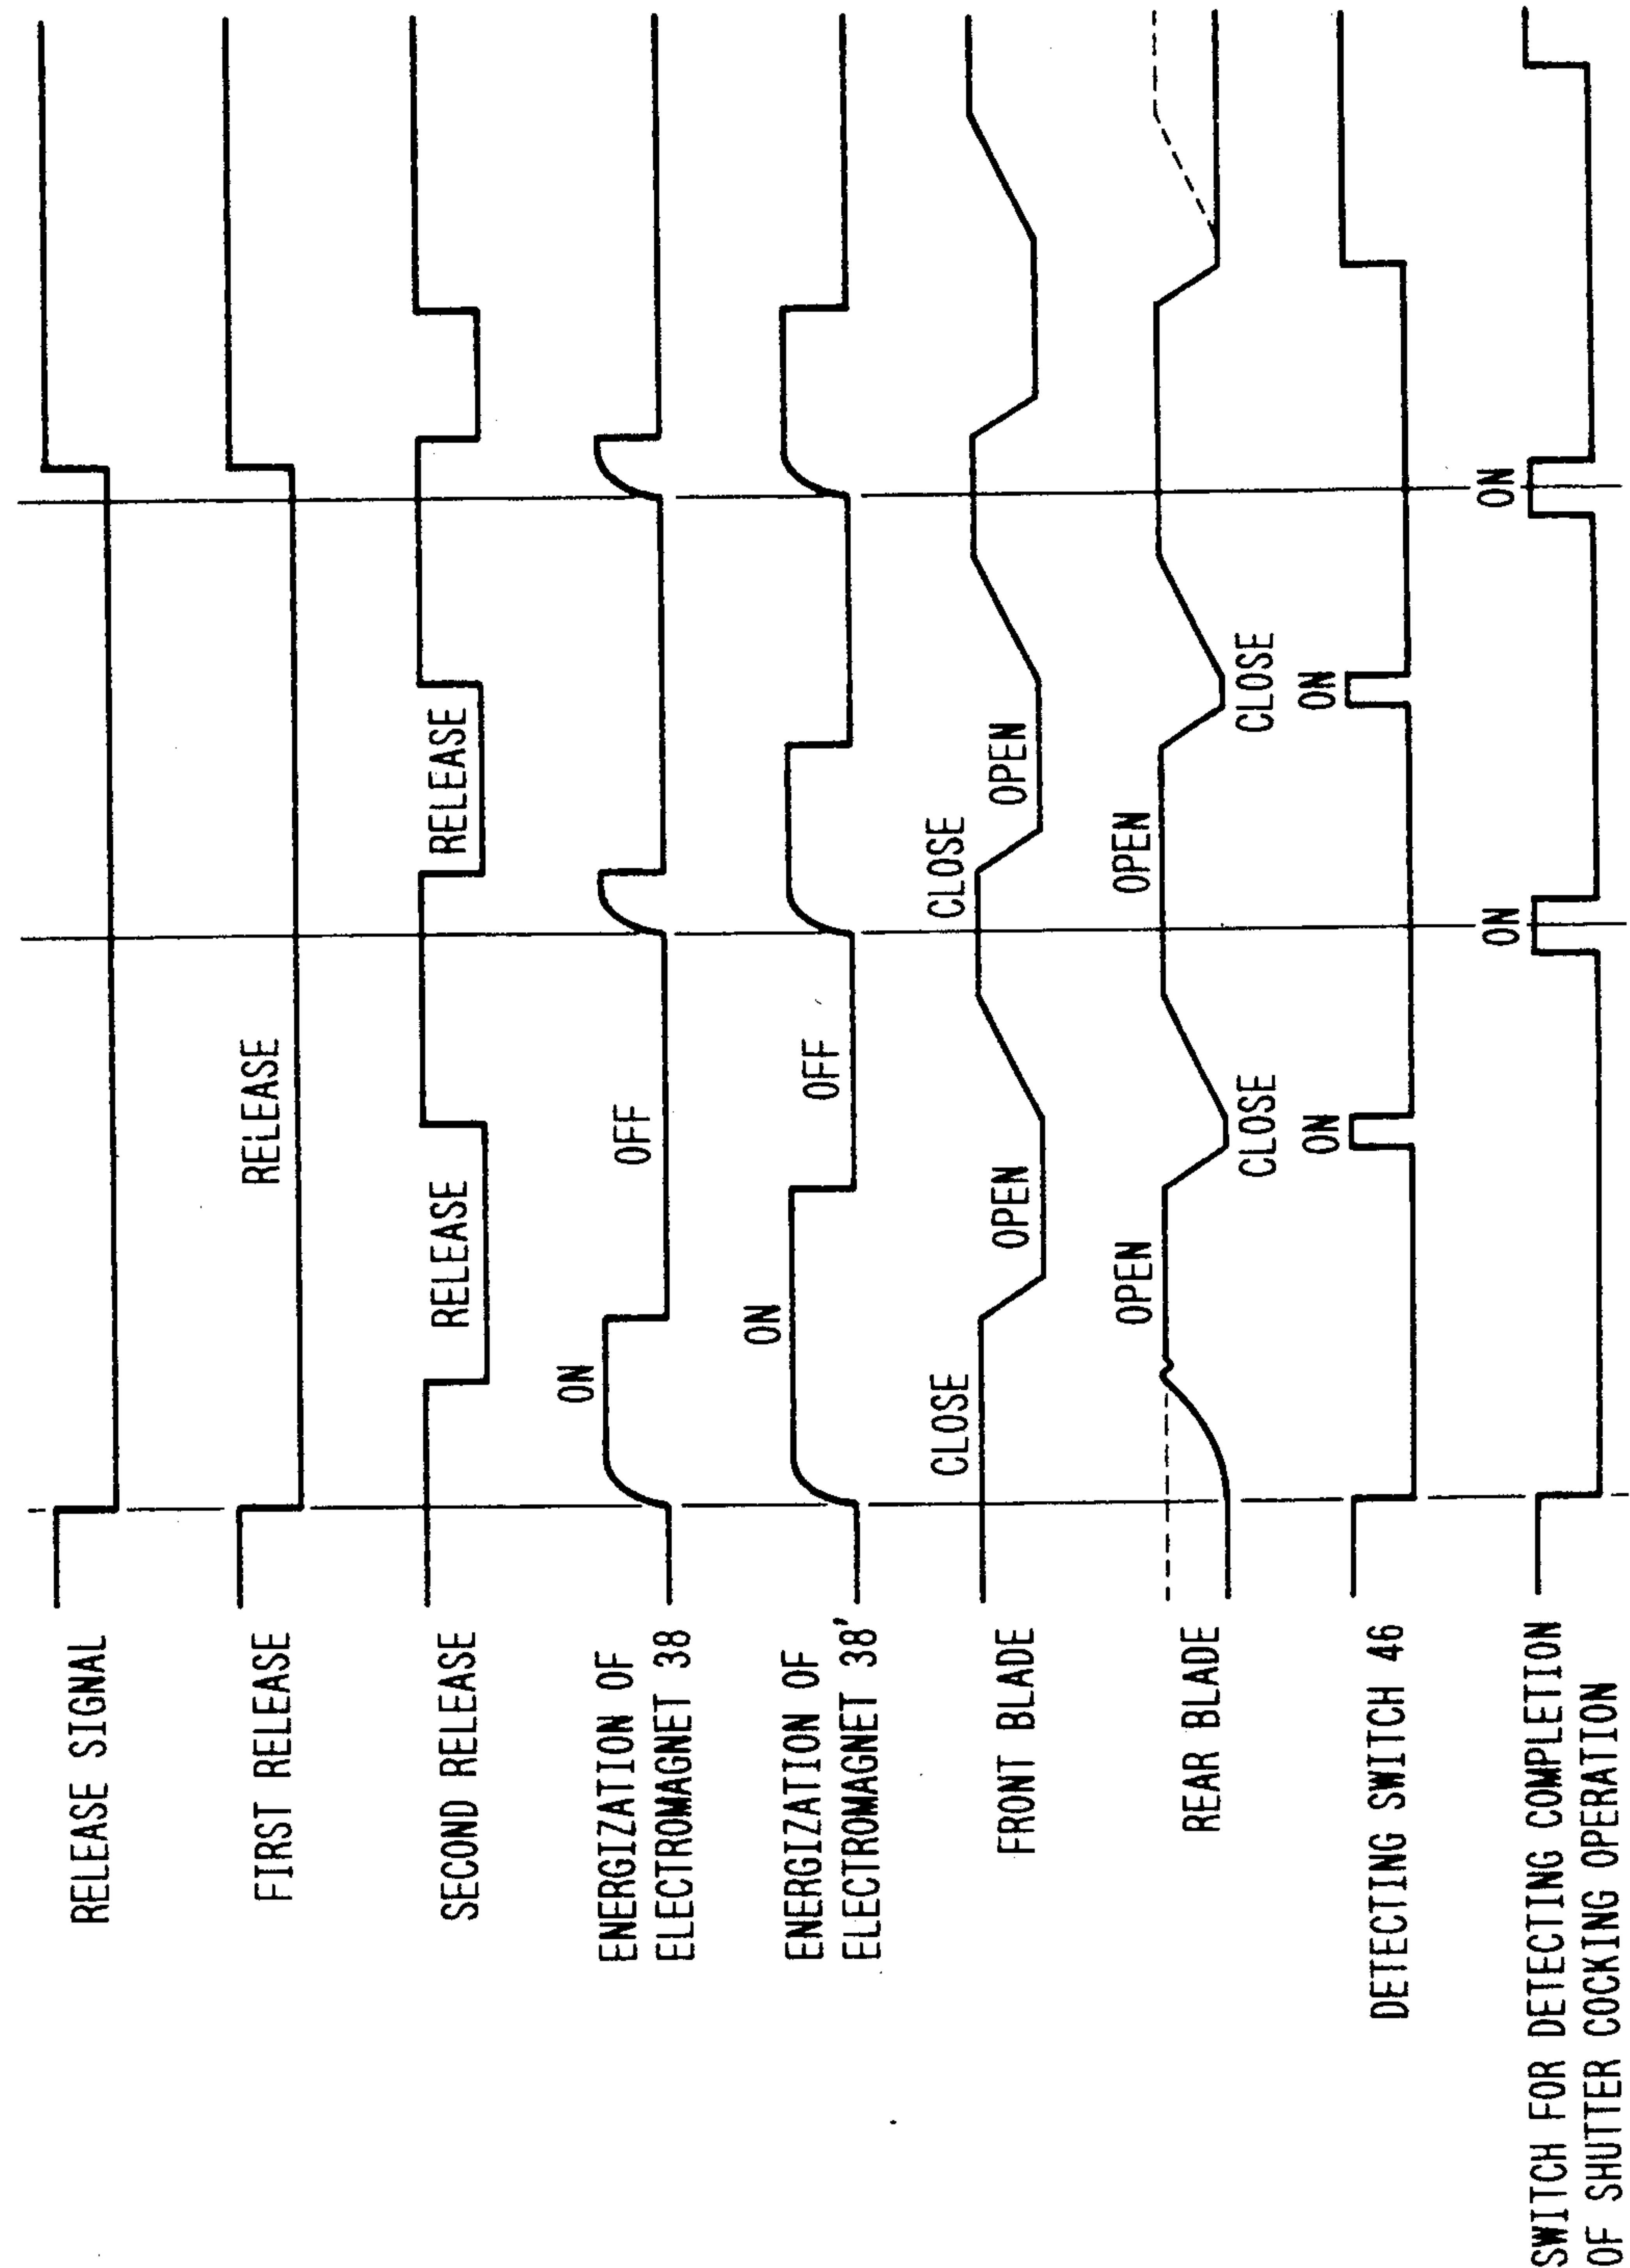 RELEASE SIGNAL
FIRST RELEASE
RELEASE
SECOND RELEASE
RELEASE
RELEASE
ENERGIZATION OF
ELECTROMAGNET 38
ON
OFF
ENERGIZATION OF
ELECTROMAGNET 38'
ON
OFF
FRONT BLADE
CLOSE
OPEN
CLOSE
OPEN
REAR BLADE
OPEN
CLOSE
OPEN
CLOSE
DETECTING SWITCH 46
ON
ON
SWITCH FOR DETECTING COMPLETION
OF SHUTTER COCKING OPERATION
ON
ON